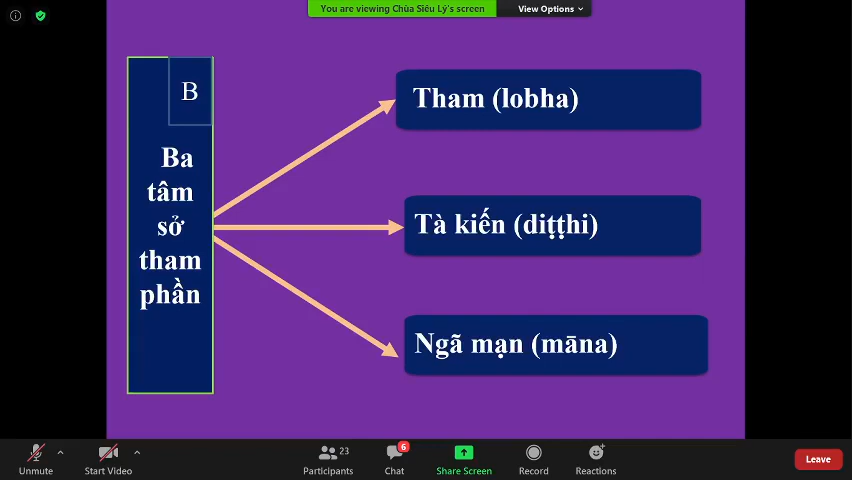 You are viewing Chùa Siêu Lý's screen
View Options
B
Ba
tâm
sở
tham
phần
Tham (lobha)
Tà kiến (diṭṭhi)
Ngã mạn (māna)
Unmute
Start Video
23
Participants
6
Chat
Share Screen
Record
Reactions
Leave